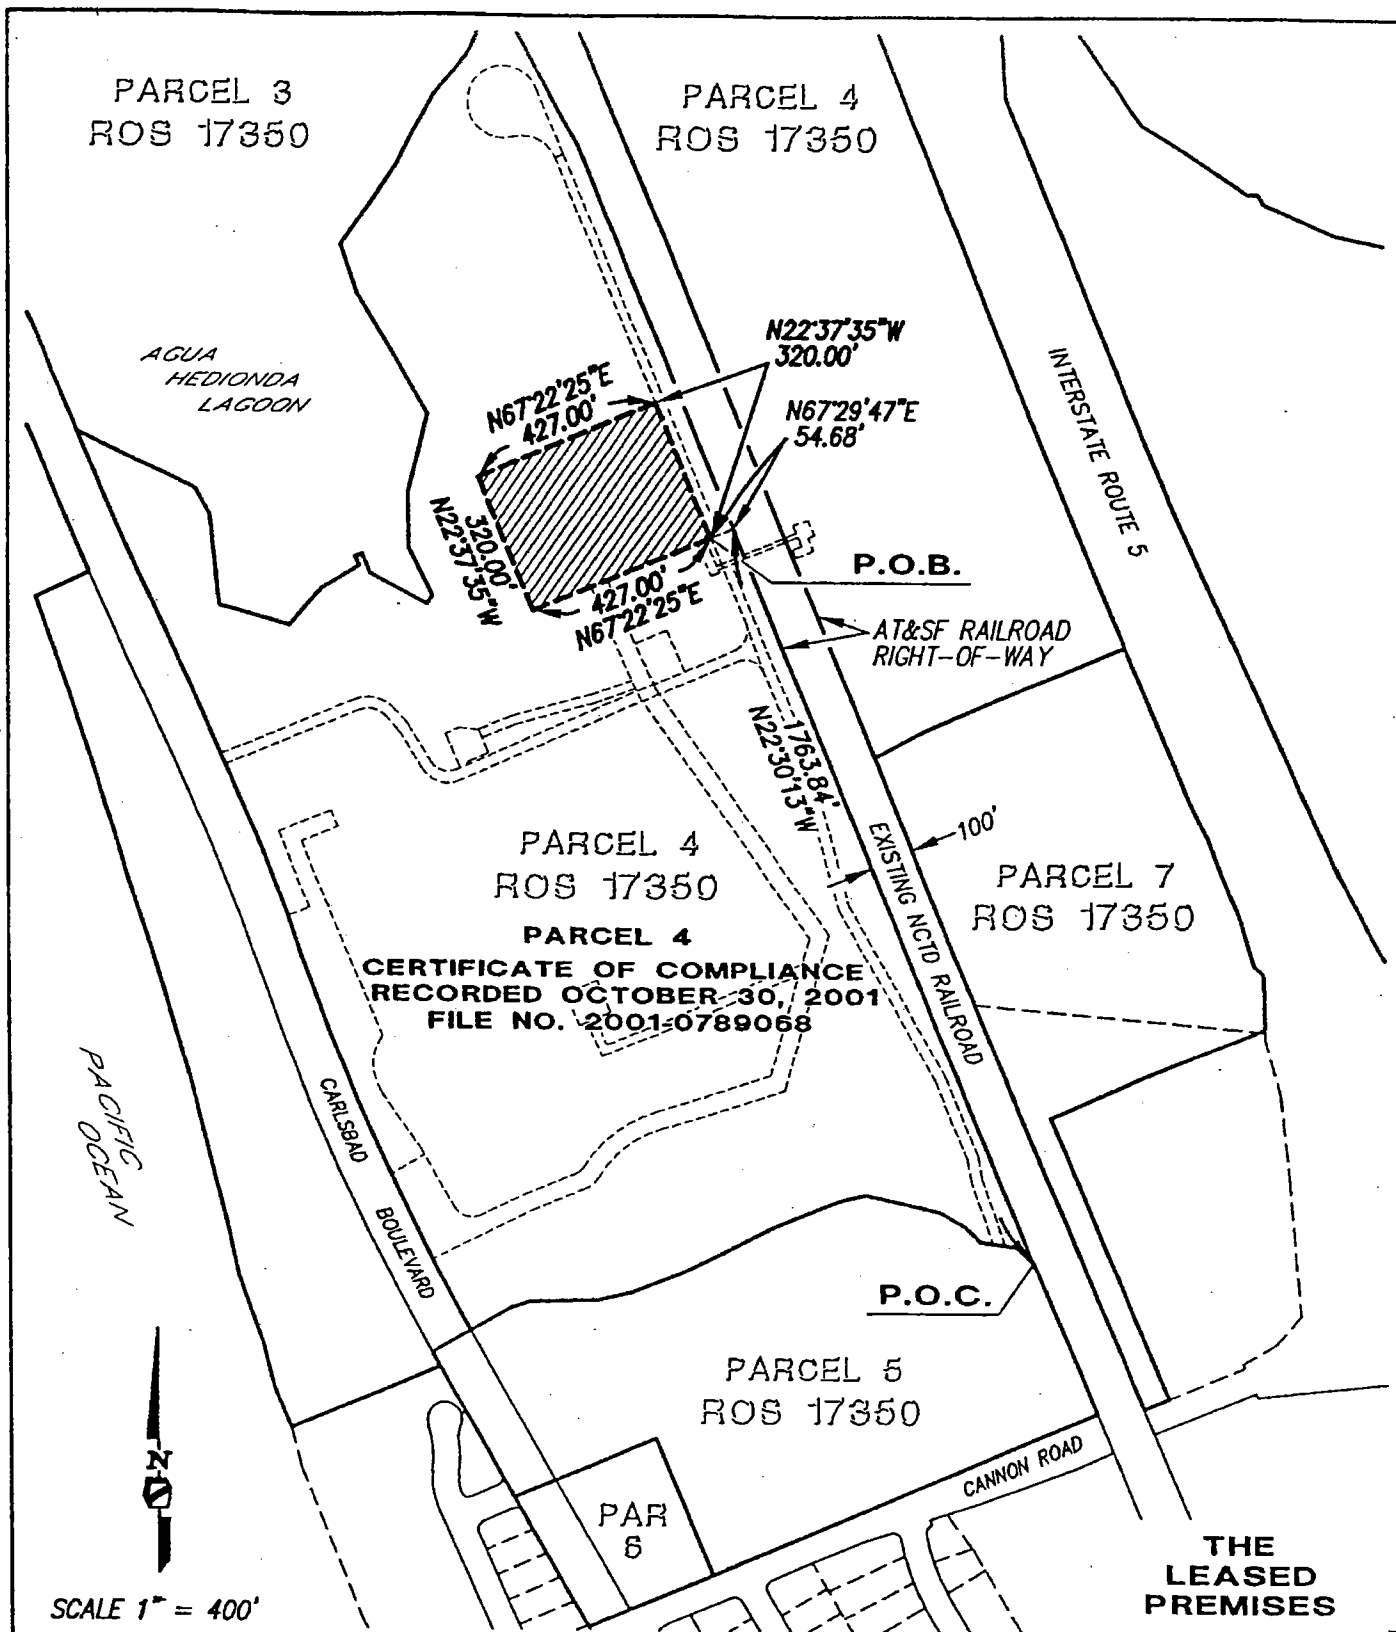 PARCEL 3
ROS 17350
PARCEL 4
ROS 17350
AGUA
HEDIONDA
LAGOON
N22°37'35"W
320.00'
N67°22'25"E
427.00'
N67°29'47"E
54.68'
INTERSTATE ROUTE 5
320.00'
N22°37'35"W
427.00'
N67°22'25"E
P.O.B.
AT&SF RAILROAD
RIGHT-OF-WAY
1763.84'
N22°30'13"W
100'
EXISTING NCTD RAILROAD
PARCEL 4
ROS 17350
PARCEL 4
CERTIFICATE OF COMPLIANCE
RECORDED OCTOBER 30, 2001
FILE NO. 2001-0789068
PARCEL 7
ROS 17350
PACIFIC
OCEAN
CARLSBAD
BOULEVARD
P.O.C.
PARCEL 5
ROS 17350
CANNON ROAD
PAR
6
N
SCALE 1" = 400'
THE
LEASED
PREMISES